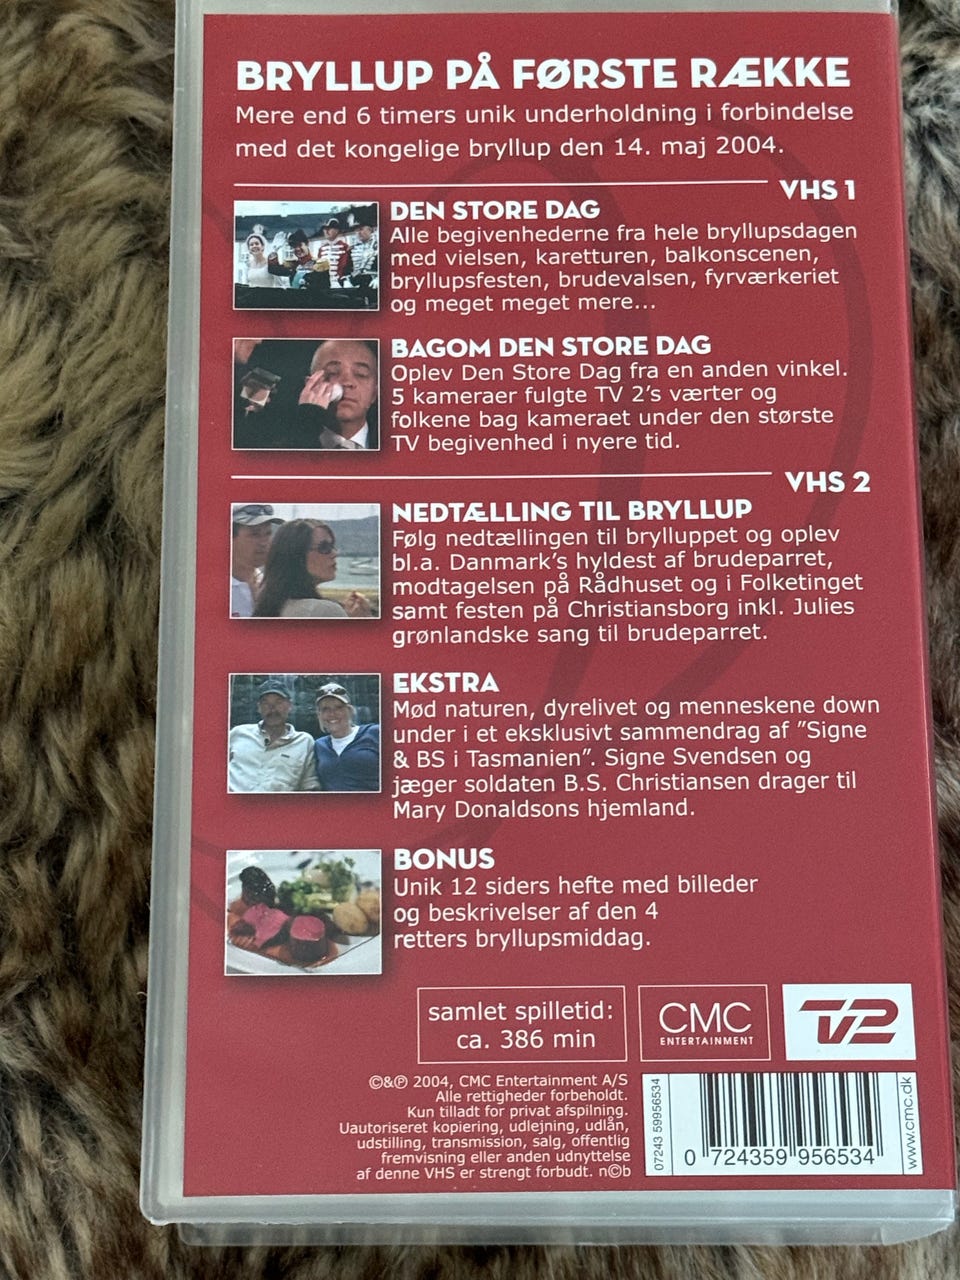 BRYLLUP PÅ FØRSTE RÆKKE
Mere end 6 timers unik underholdning i forbindelse
med det kongelige bryllup den 14. maj 2004.
VHS 1
DEN STORE DAG
Alle begivenhederne fra hele bryllupsdagen
med vielsen, karetturen, balkonscenen,
bryllupsfesten, brudevalsen, fyrværkeriet
og meget meget mere...
BAGOM DEN STORE DAG
Oplev Den Store Dag fra en anden vinkel.
5 kameraer fulgte TV 2's værter og
folkene bag kameraet under den største
TV begivenhed i nyere tid.
VHS 2
NEDTÆLLING TIL BRYLLUP
Følg nedtællingen til brylluppet og oplev
bl.a. Danmark's hyldest af brudeparret,
modtagelsen på Rådhuset og i Folketinget
samt festen på Christiansborg inkl. Julies
grønlandske sang til brudeparret.
EKSTRA
Mød naturen, dyrelivet og menneskene down
under i et eksklusivt sammendrag af ”Signe
& BS i Tasmanien”. Signe Svendsen og
jæger soldaten B.S. Christiansen drager til
Mary Donaldsons hjemland.
BONUS
Unik 12 siders hefte med billeder
og beskrivelser af den 4
retters bryllupsmiddag.
samlet spilletid:
ca. 386 min
CMC
ENTERTAINMENT
TV2
©&℗ 2004, CMC Entertainment A/S
Alle rettigheder forbeholdt.
Kun tilladt for privat afspilning.
Uautoriseret kopiering, udlejning, udlån,
udstilling, transmission, salg, offentlig
fremvisning eller anden udnyttelse
af denne VHS er strengt forbudt. n©b
07243 59956534
0 724359 956534
www.cmc.dk